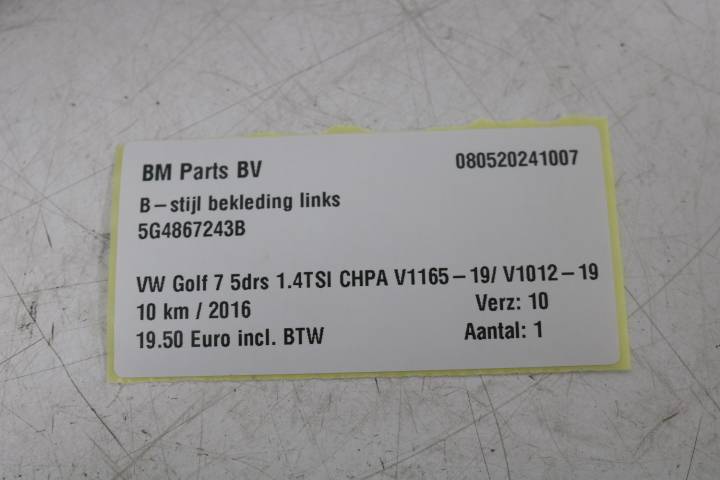 BM Parts BV 080520241007
B-stijl bekleding links
5G4867243B
VW Golf 7 5drs 1.4TSI CHPA V1165-19/ V1012-19
10 km / 2016 Verz: 10
19.50 Euro incl. BTW Aantal: 1